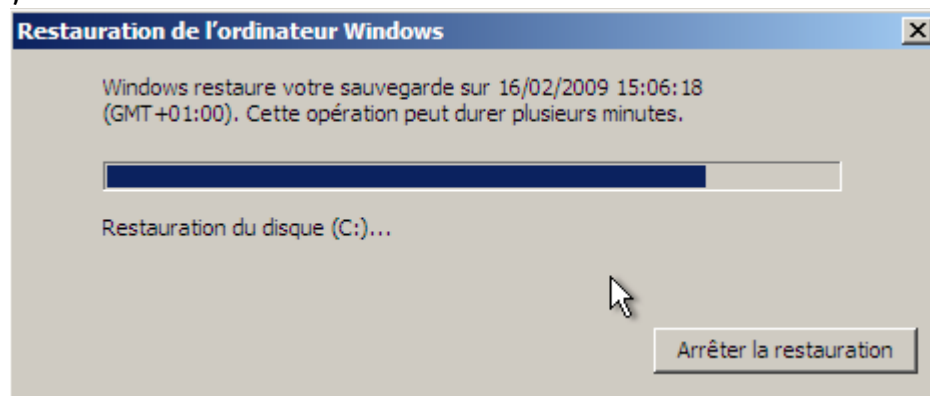 Restauration de l'ordinateur Windows
Windows restaure votre sauvegarde sur 16/02/2009 15:06:18
(GMT+01:00). Cette opération peut durer plusieurs minutes.
Restauration du disque (C:)...
Arrêter la restauration